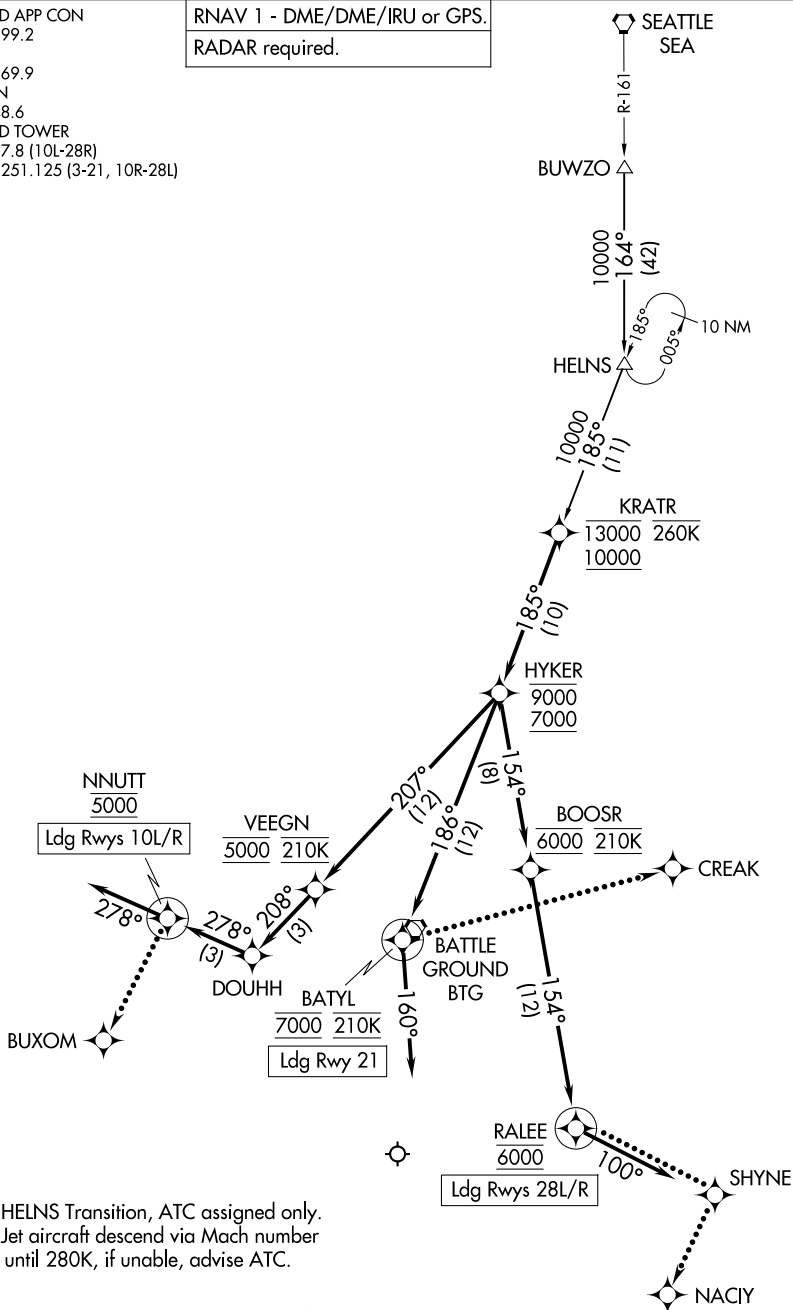 D APP CON
99.2
69.9
N
8.6
D TOWER
7.8 (10L-28R)
251.125 (3-21, 10R-28L)
RNAV 1 - DME/DME/IRU or GPS.
RADAR required.
SEATTLE
SEA
R-161
BUWZO
10000
164°
(42)
185°
005°
10 NM
HELNS
10000
185°
(11)
KRATR
13000 260K
10000
185°
(10)
HYKER
9000
7000
207°
(12)
186°
(12)
154°
(8)
NNUTT
5000
Ldg Rwys 10L/R
VEEGN
5000 210K
BOOSR
6000 210K
CREAK
278°
278°
(3)
208°
(3)
DOUHH
BATTLE
GROUND
BTG
BATYL
7000 210K
Ldg Rwy 21
160°
154°
(12)
BUXOM
RALEE
6000
Ldg Rwys 28L/R
100°
SHYNE
NACIY
HELNS Transition, ATC assigned only.
Jet aircraft descend via Mach number
until 280K, if unable, advise ATC.